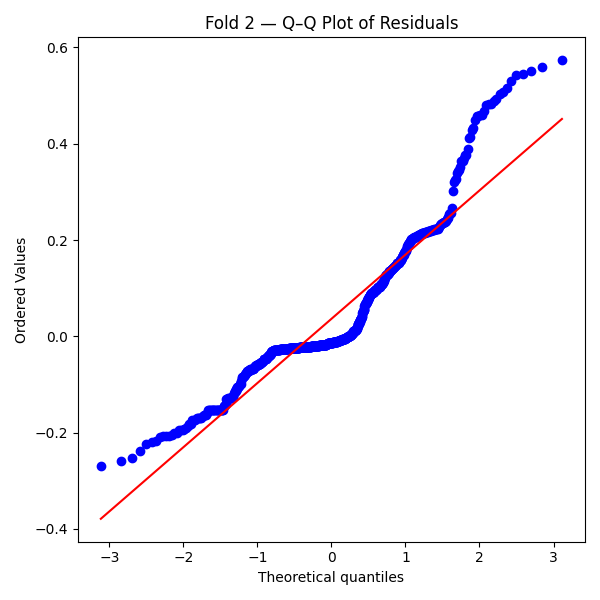 Fold 2 — Q–Q Plot of Residuals
Ordered Values
0.6
0.4
0.2
0.0
−0.2
−0.4
−3 −2 −1 0 1 2 3
Theoretical quantiles